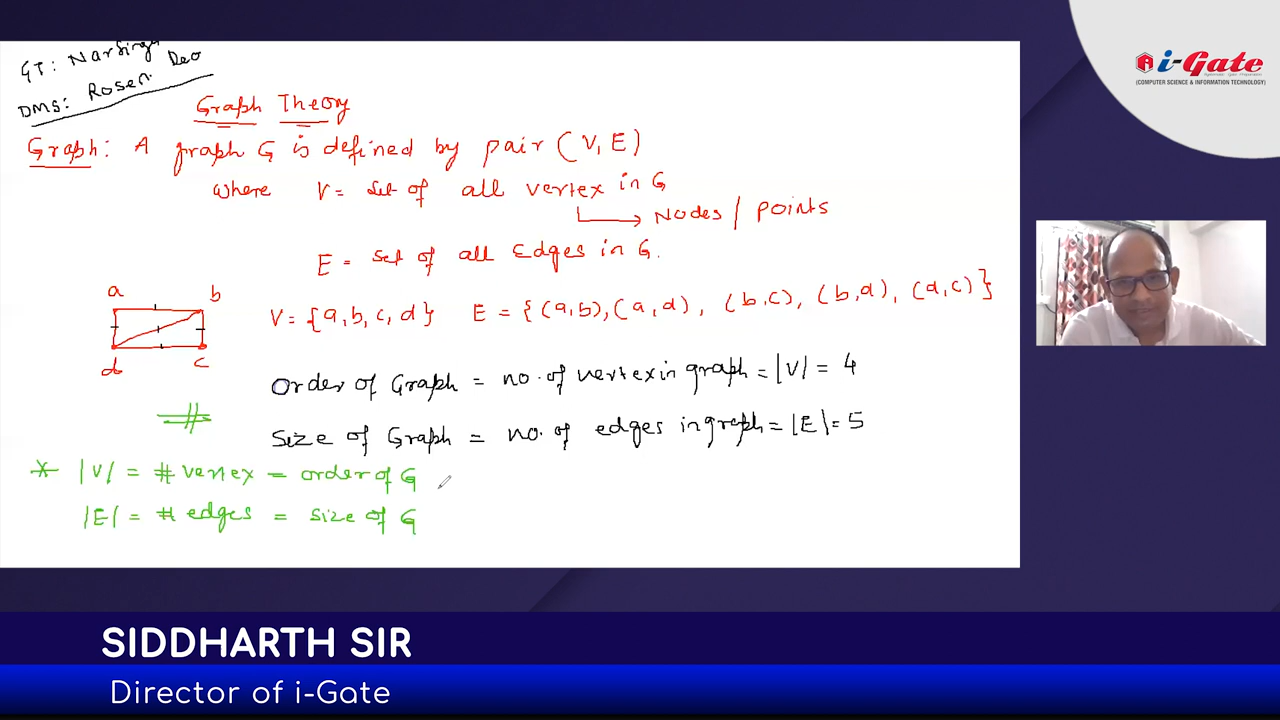 GT: Narsingh Deo
DMS: Rosen.
Graph Theory
Graph: A graph G is defined by pair (V, E)
where V = set of all vertex in G
Nodes / points
E = set of all Edges in G.
a b
d c
V = {a, b, c, d} E = {(a, b), (a, d), (b, c), (b, d), (d, c)}
Order of Graph = no. of vertex in graph = |V| = 4
Size of Graph = no. of edges in graph = |E| = 5
* |V| = # vertex = order of G
|E| = # edges = size of G
i-Gate
(COMPUTER SCIENCE & INFORMATION TECHNOLOGY)
SIDDHARTH SIR
Director of i-Gate